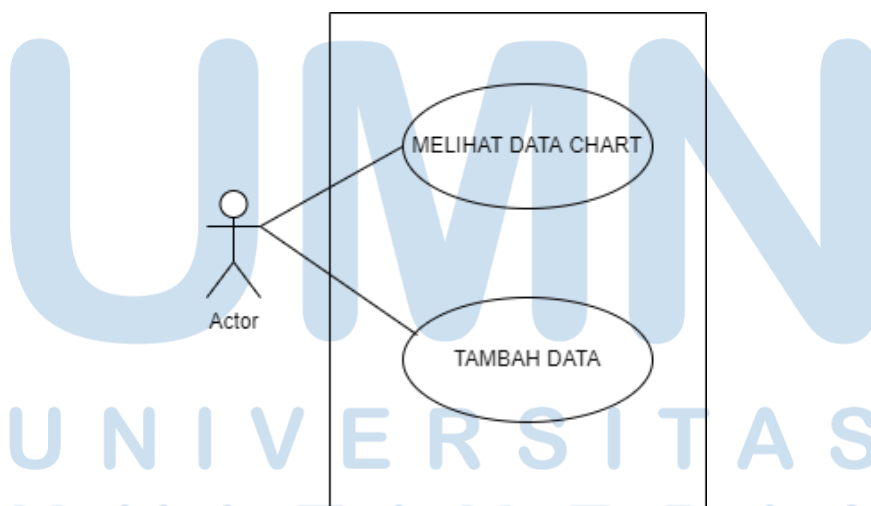 UMN
MELIHAT DATA CHART
Actor
TAMBAH DATA
UNIVERSITAS